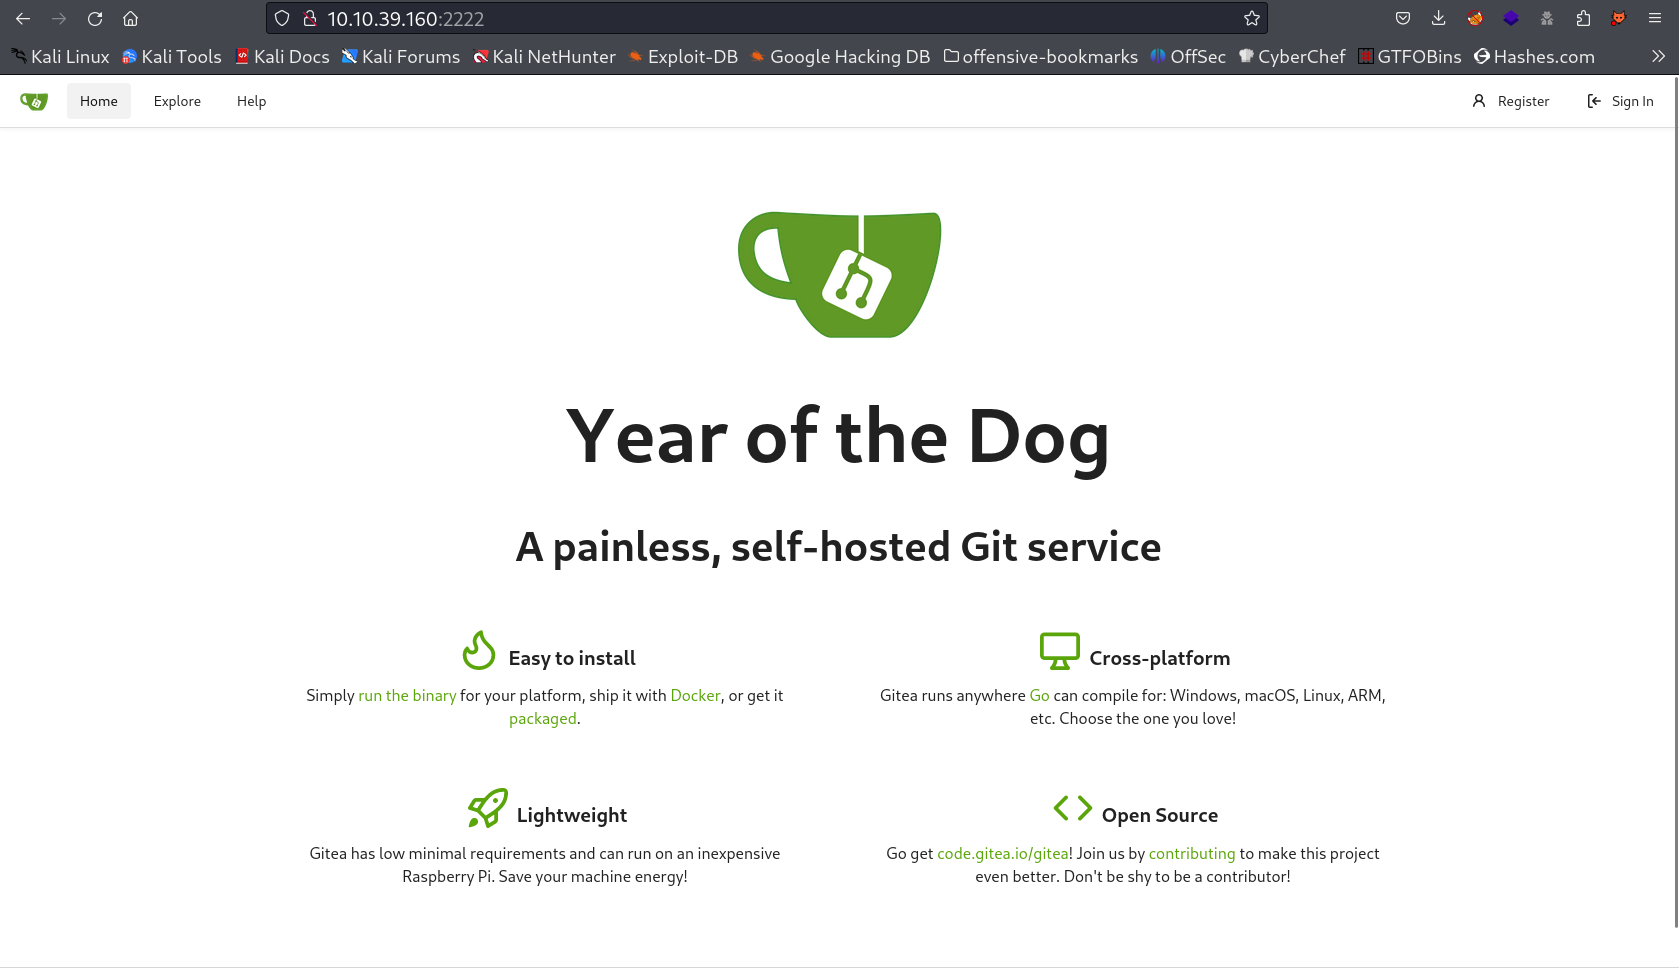 10.10.39.160:2222
Kali Linux Kali Tools Kali Docs Kali Forums Kali NetHunter Exploit-DB Google Hacking DB offensive-bookmarks OffSec CyberChef GTFOBins Hashes.com
Home Explore Help Register Sign In
Year of the Dog
A painless, self-hosted Git service
Easy to install
Simply run the binary for your platform, ship it with Docker, or get it
packaged.
Cross-platform
Gitea runs anywhere Go can compile for: Windows, macOS, Linux, ARM,
etc. Choose the one you love!
Lightweight
Gitea has low minimal requirements and can run on an inexpensive
Raspberry Pi. Save your machine energy!
Open Source
Go get code.gitea.io/gitea! Join us by contributing to make this project
even better. Don't be shy to be a contributor!